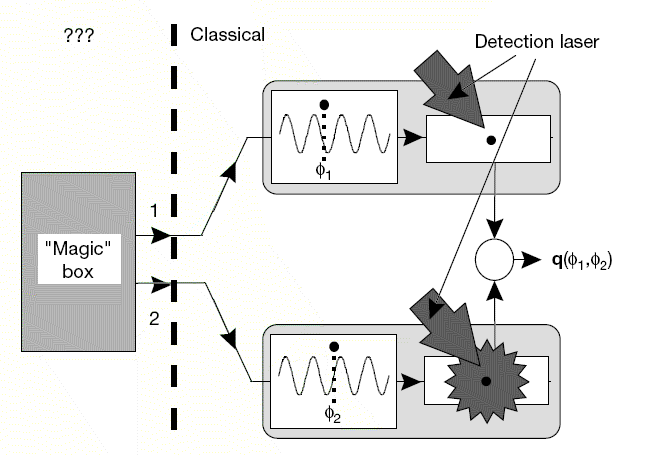 ???
Classical
Detection laser
ϕ1
1
"Magic"
box
q(ϕ1,ϕ2)
2
ϕ2